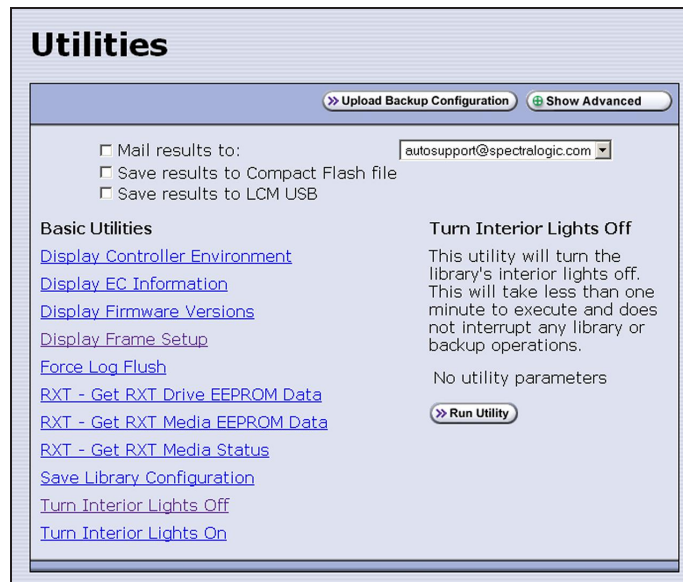 Utilities
Upload Backup Configuration
Show Advanced
Mail results to:
autosupport@spectralogic.com
Save results to Compact Flash file
Save results to LCM USB
Basic Utilities
Display Controller Environment
Display EC Information
Display Firmware Versions
Display Frame Setup
Force Log Flush
RXT - Get RXT Drive EEPROM Data
RXT - Get RXT Media EEPROM Data
RXT - Get RXT Media Status
Save Library Configuration
Turn Interior Lights Off
Turn Interior Lights On
Turn Interior Lights Off
This utility will turn the
library's interior lights off.
This will take less than one
minute to execute and does
not interrupt any library or
backup operations.
No utility parameters
Run Utility